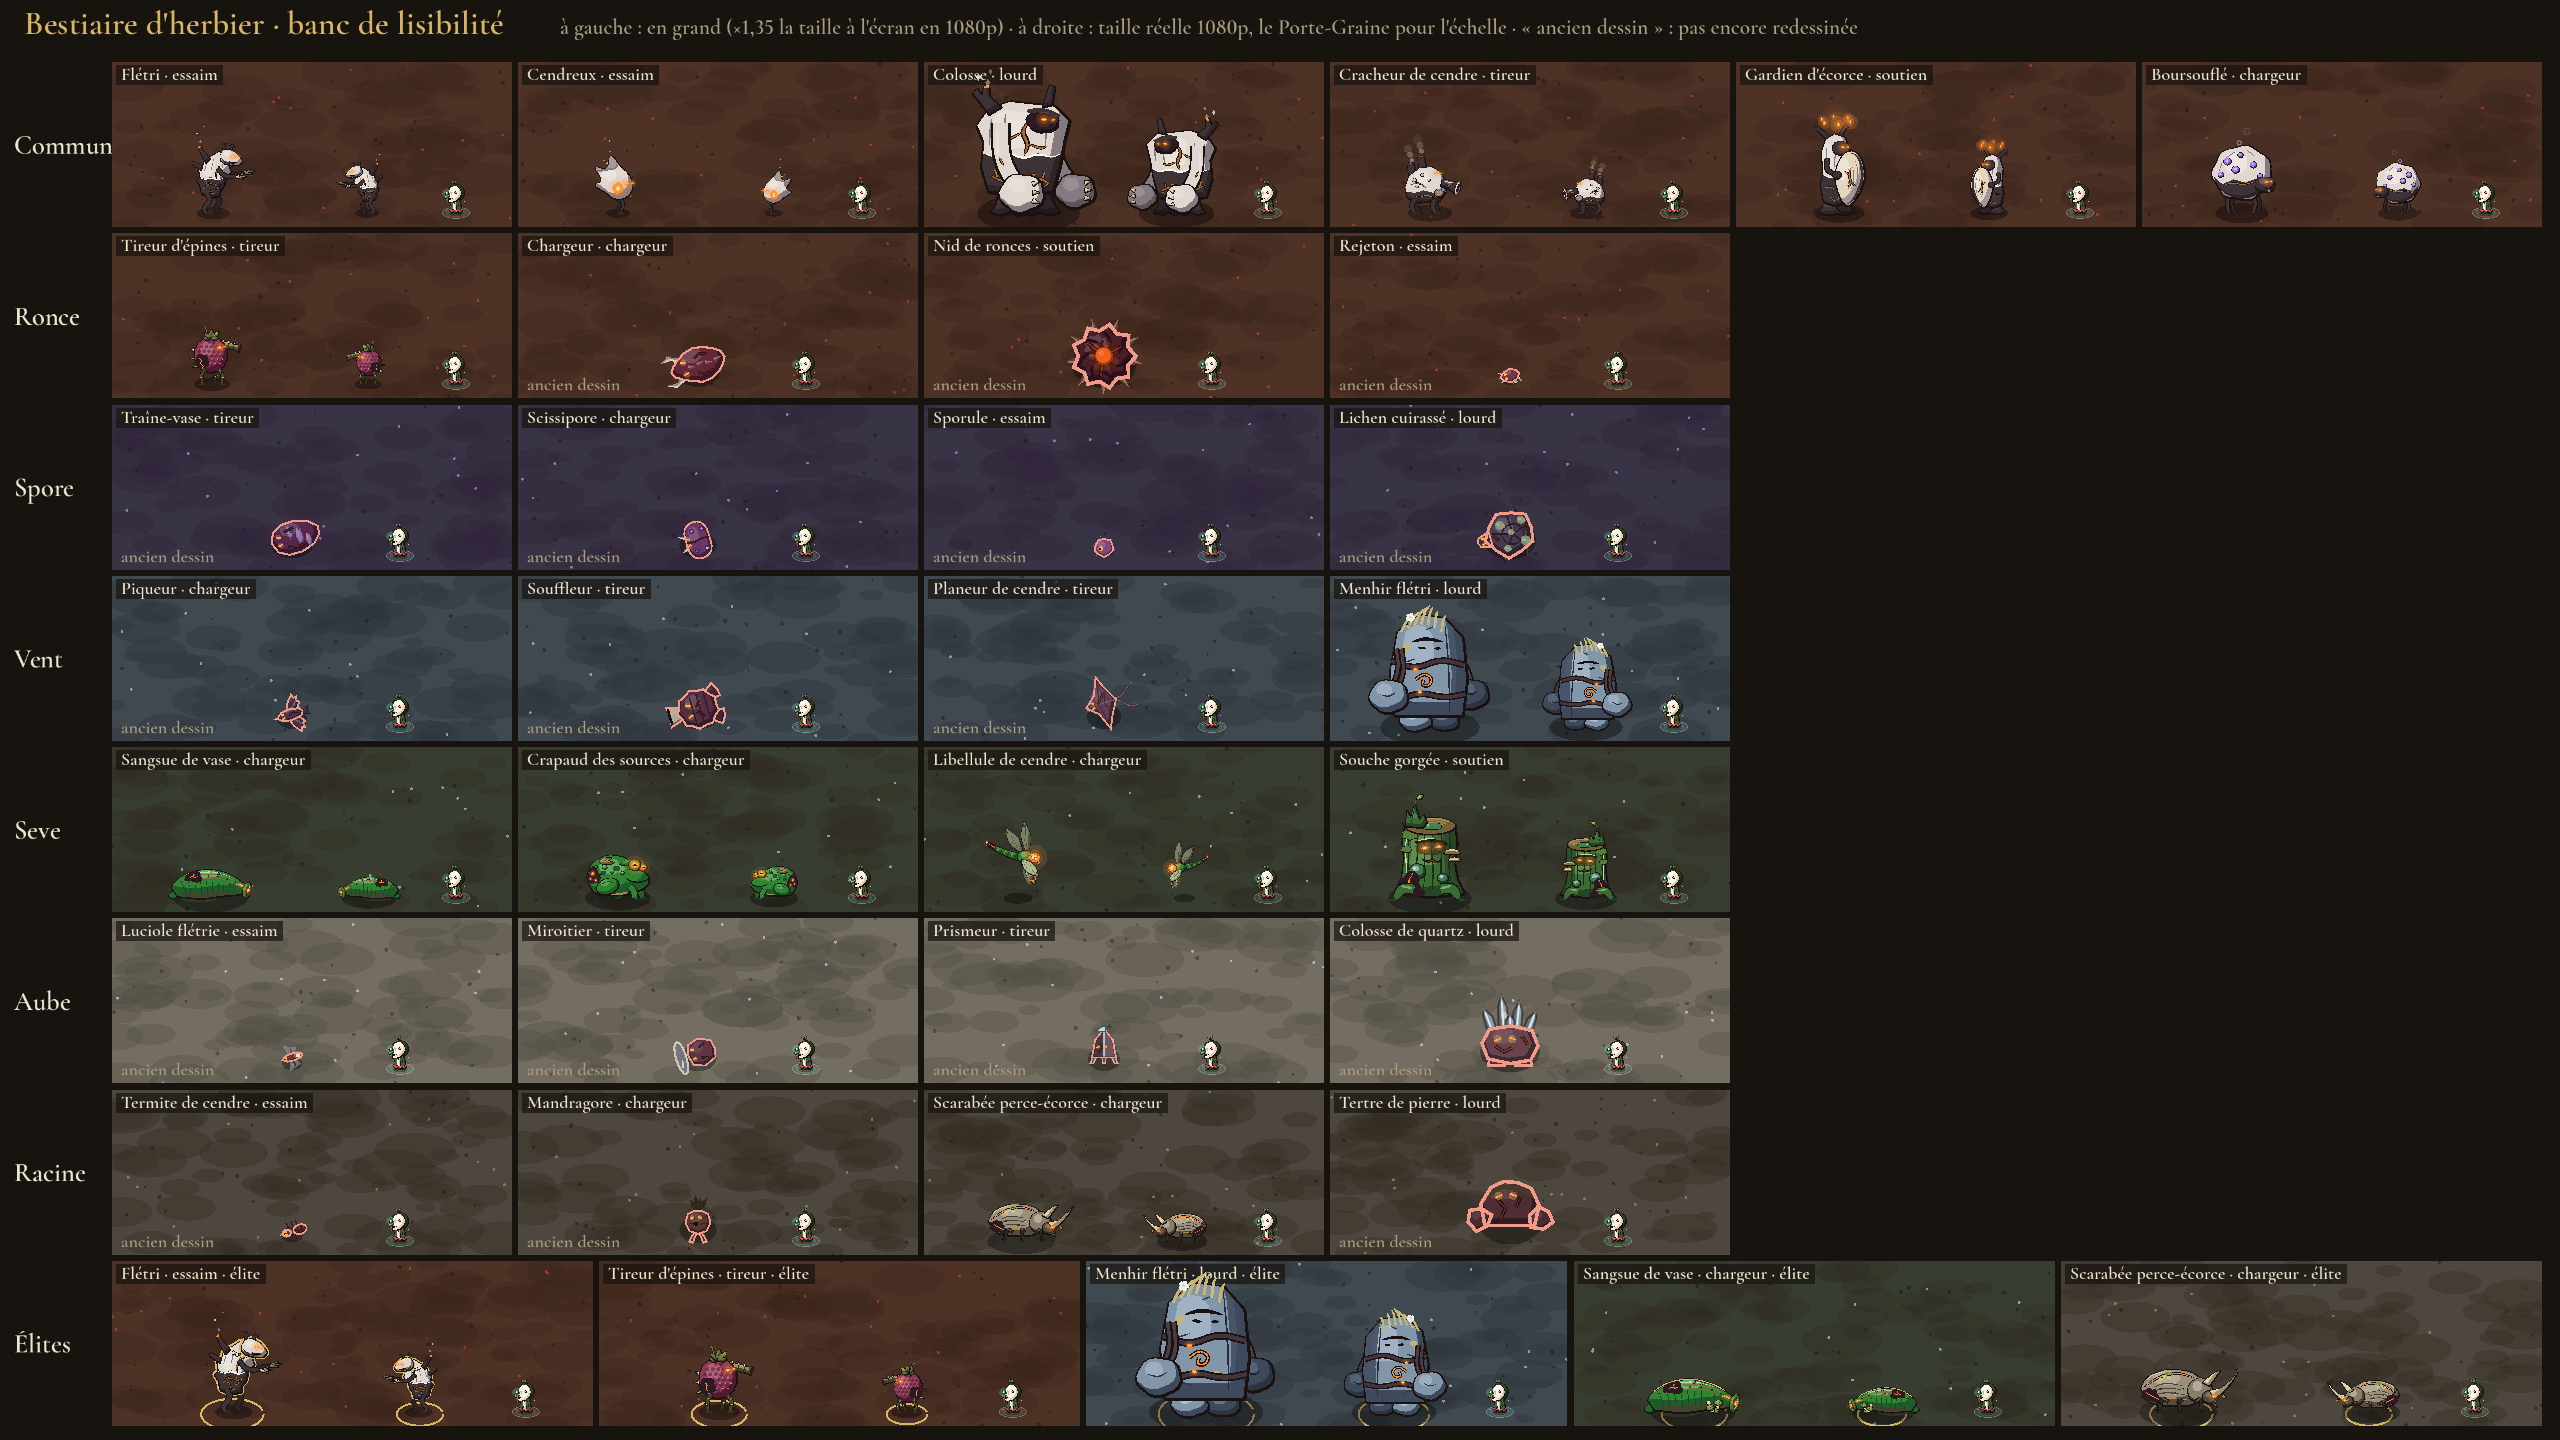 Bestiaire d'herbier · banc de lisibilité
à gauche : en grand (×1,35 la taille à l'écran en 1080p) · à droite : taille réelle 1080p, le Porte-Graine pour l'échelle · « ancien dessin » : pas encore redessinée
Commun
Flétri · essaim
Cendreux · essaim
Colosse · lourd
Cracheur de cendre · tireur
Gardien d'écorce · soutien
Boursouflé · chargeur
Ronce
Tireur d'épines · tireur
Chargeur · chargeur
ancien dessin
Nid de ronces · soutien
ancien dessin
Rejeton · essaim
ancien dessin
Spore
Traîne-vase · tireur
ancien dessin
Scissipore · chargeur
ancien dessin
Sporule · essaim
ancien dessin
Lichen cuirassé · lourd
ancien dessin
Vent
Piqueur · chargeur
ancien dessin
Souffleur · tireur
ancien dessin
Planeur de cendre · tireur
ancien dessin
Menhir flétri · lourd
Seve
Sangsue de vase · chargeur
Crapaud des sources · chargeur
Libellule de cendre · chargeur
Souche gorgée · soutien
Aube
Luciole flétrie · essaim
ancien dessin
Miroitier · tireur
ancien dessin
Prismeur · tireur
ancien dessin
Colosse de quartz · lourd
ancien dessin
Racine
Termite de cendre · essaim
ancien dessin
Mandragore · chargeur
ancien dessin
Scarabée perce-écorce · chargeur
Tertre de pierre · lourd
ancien dessin
Élites
Flétri · essaim · élite
Tireur d'épines · tireur · élite
Menhir flétri · lourd · élite
Sangsue de vase · chargeur · élite
Scarabée perce-écorce · chargeur · élite